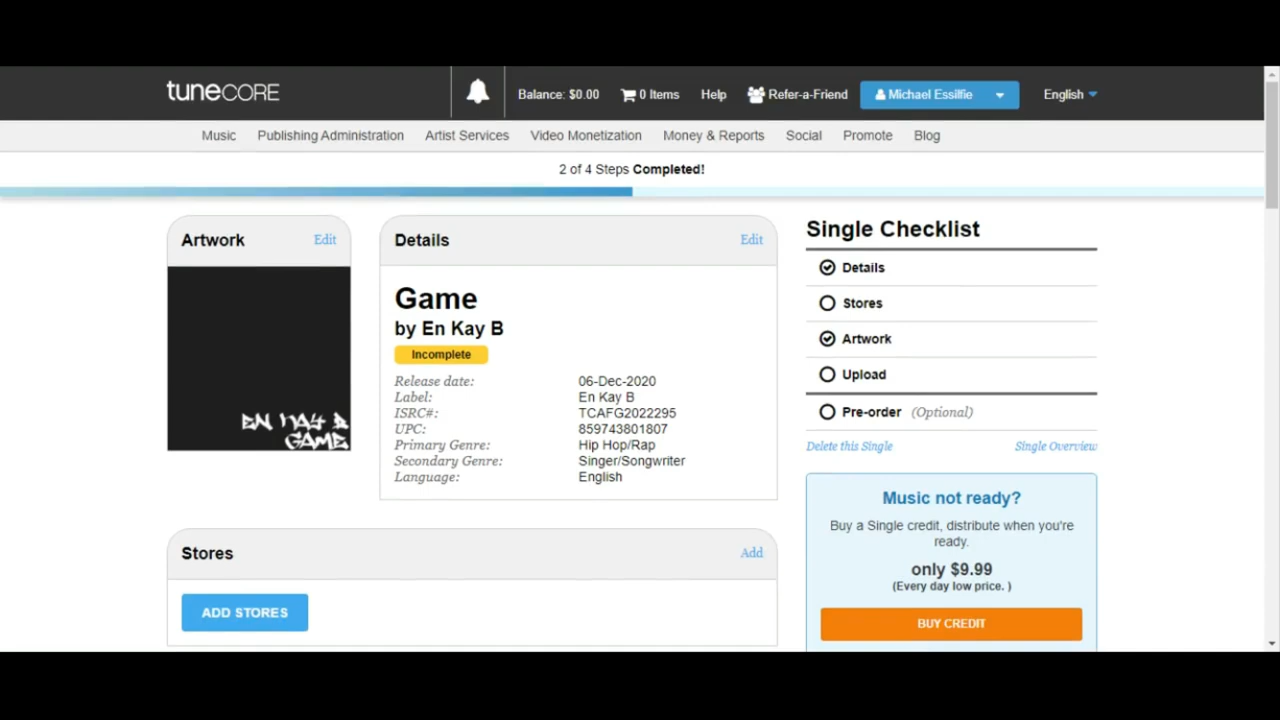 tuneCORE
Balance: $0.00
0 Items
Help
Refer-a-Friend
Michael Essilfie
English
Music
Publishing Administration
Artist Services
Video Monetization
Money & Reports
Social
Promote
Blog
2 of 4 Steps Completed!
Artwork
Edit
EN KAY B
GAME
Details
Edit
Game
by En Kay B
Incomplete
Release date: 06-Dec-2020
Label: En Kay B
ISRC#: TCAFG2022295
UPC: 859743801807
Primary Genre: Hip Hop/Rap
Secondary Genre: Singer/Songwriter
Language: English
Stores
Add
ADD STORES
Single Checklist
Details
Stores
Artwork
Upload
Pre-order (Optional)
Delete this Single
Single Overview
Music not ready?
Buy a Single credit, distribute when you're
ready.
only $9.99
(Every day low price. )
BUY CREDIT